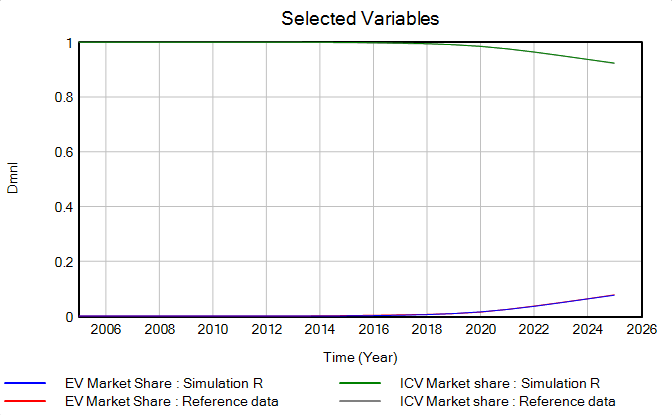 Selected Variables
1
0.8
0.6
0.4
0.2
0
Dmnl
2006 2008 2010 2012 2014 2016 2018 2020 2022 2024 2026
Time (Year)
EV Market Share : Simulation R ICV Market share : Simulation R
EV Market Share : Reference data ICV Market share : Reference data